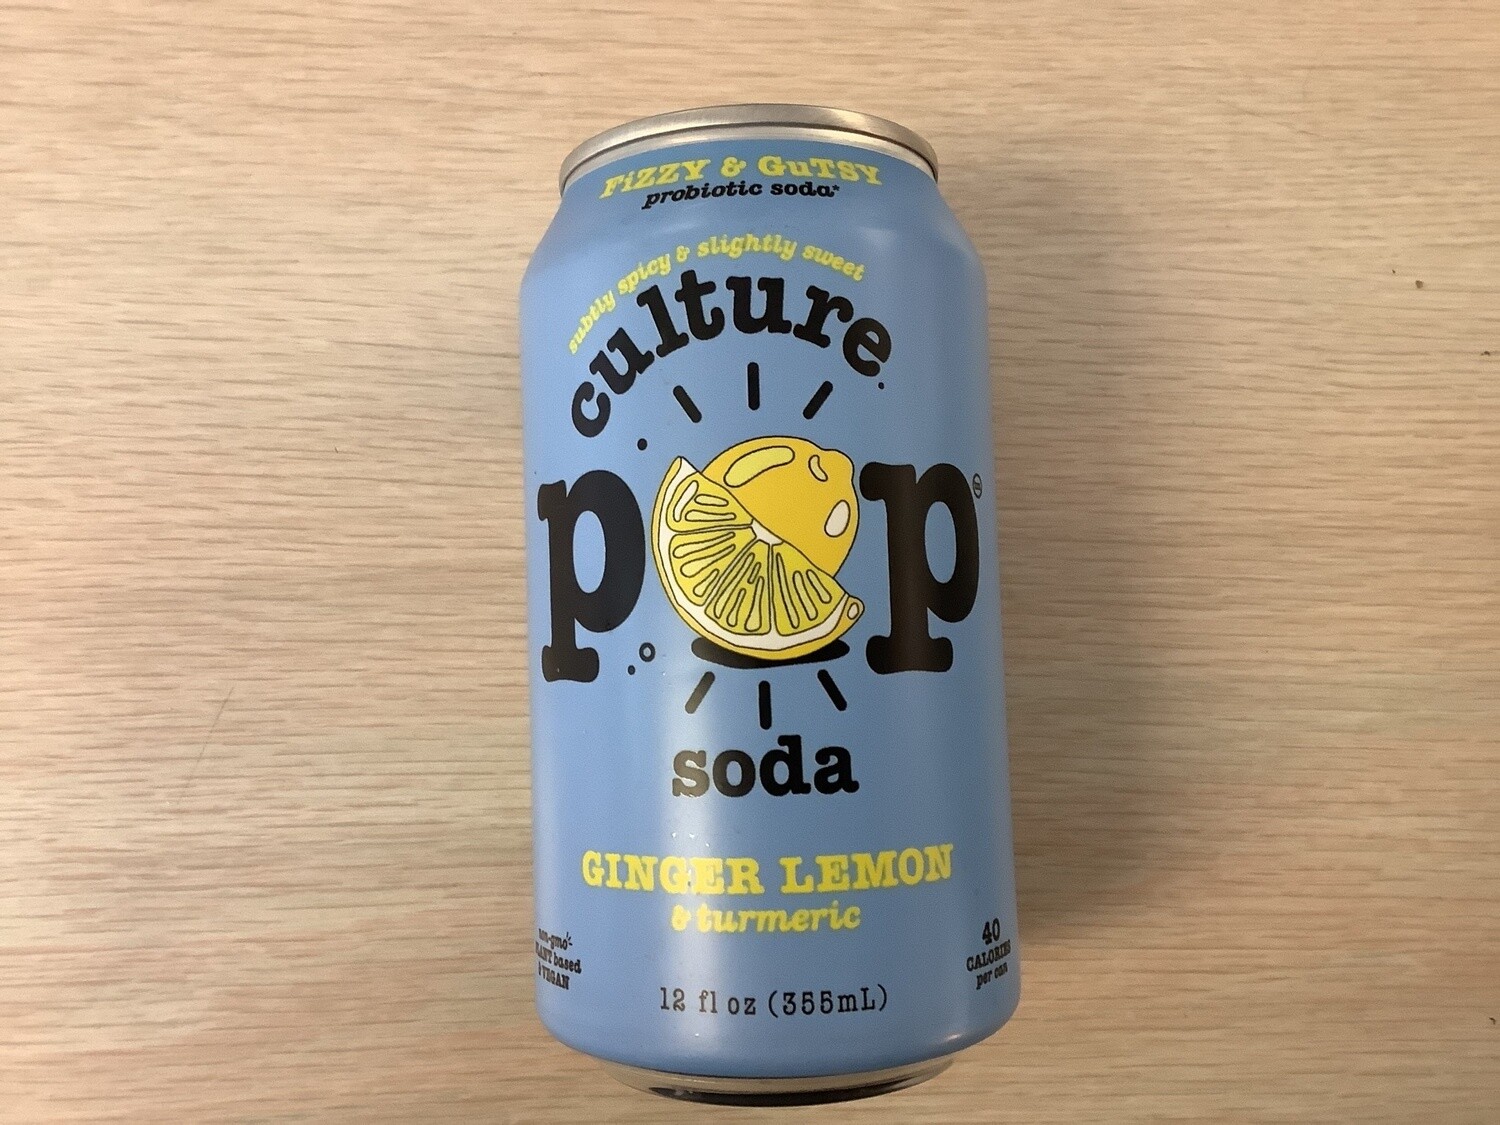 FiZZY & GuTSY
probiotic soda*
subtly spicy & slightly sweet
culture
pop
soda
GINGER LEMON
& turmeric
non-gmo
PLANT based
& VEGAN
40
CALORIES
per can
12 fl oz (355mL)